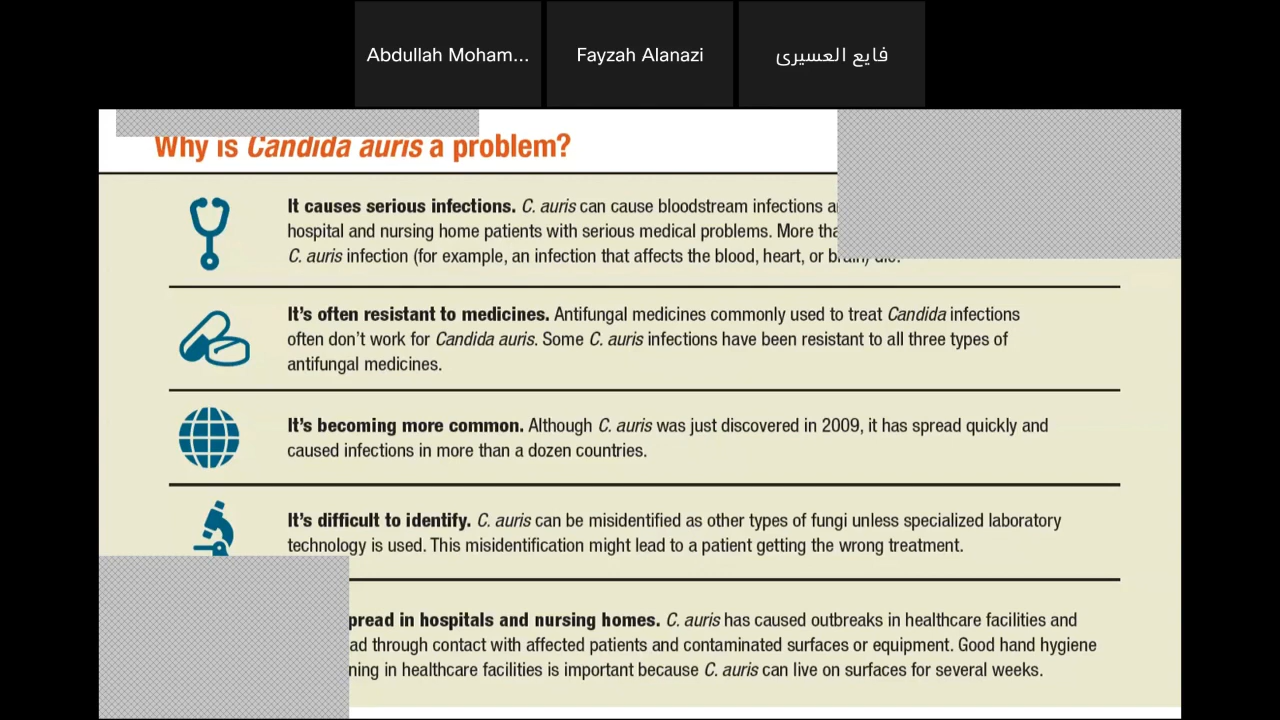 Abdullah Moham...
Fayzah Alanazi
فايع العسيرى
Why is Candida auris a problem?
It causes serious infections. C. auris can cause bloodstream infections
hospital and nursing home patients with serious medical problems. More
C. auris infection (for example, an infection that affects the blood, heart, or brain) die.
It's often resistant to medicines. Antifungal medicines commonly used to treat Candida infections
often don't work for Candida auris. Some C. auris infections have been resistant to all three types of
antifungal medicines.
It's becoming more common. Although C. auris was just discovered in 2009, it has spread quickly and
caused infections in more than a dozen countries.
It's difficult to identify. C. auris can be misidentified as other types of fungi unless specialized laboratory
technology is used. This misidentification might lead to a patient getting the wrong treatment.
in hospitals and nursing homes. C. auris has caused outbreaks in healthcare facilities and
through contact with affected patients and contaminated surfaces or equipment. Good hand hygiene
in healthcare facilities is important because C. auris can live on surfaces for several weeks.